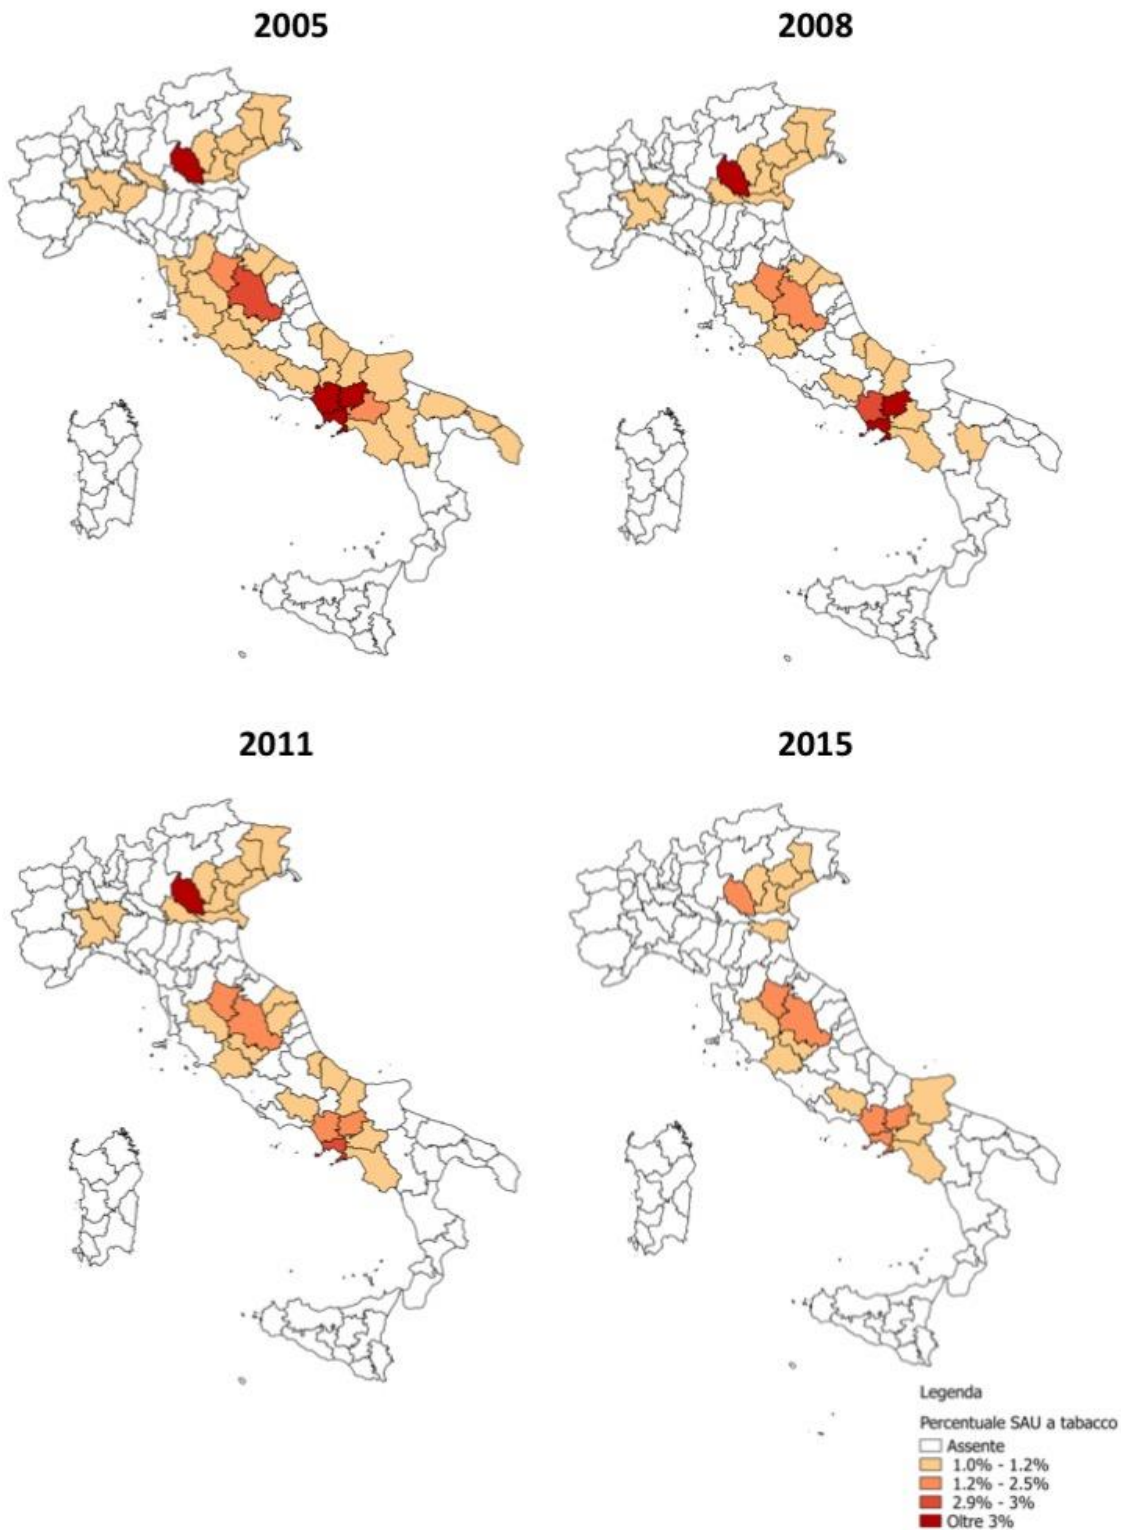 2005
2008
2011
2015
Legenda
Percentuale SAU a tabacco
Assente
1.0% - 1.2%
1.2% - 2.5%
2.9% - 3%
Oltre 3%